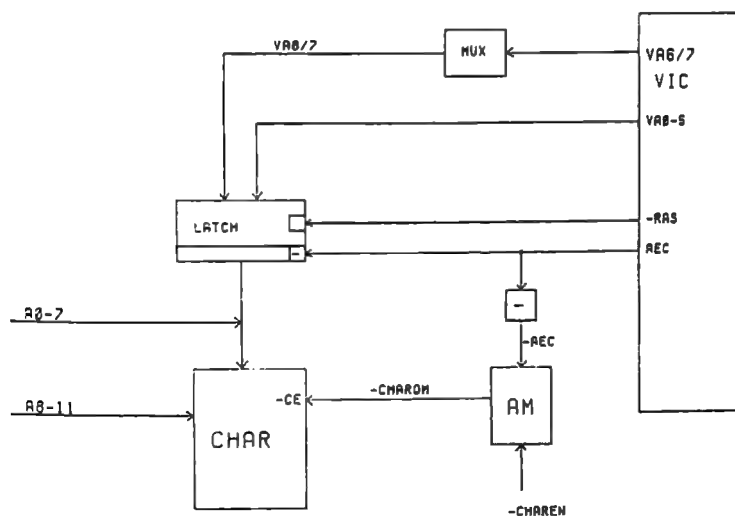 VA6/7
MUX
VA6/7
VIC
VA0-5
LATCH
-RAS
-
AEC
-
A0-7
-AEC
-CE
-CHAROM
AM
A8-11
CHAR
-CHAREN